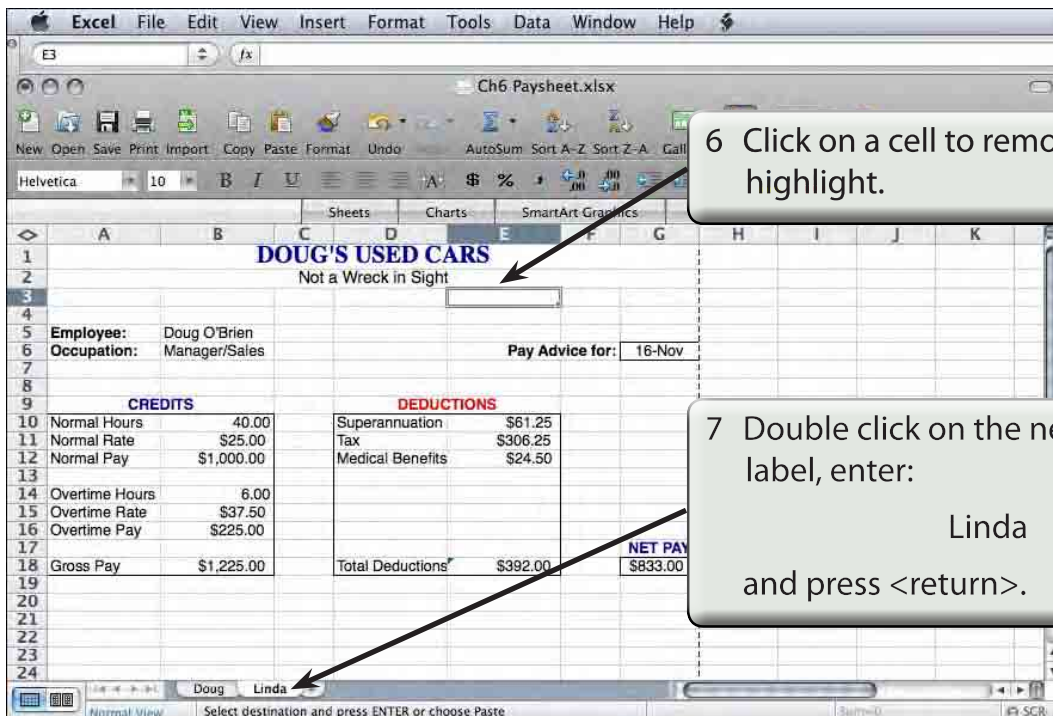 Excel File Edit View Insert Format Tools Data Window Help
E3 fx
Ch6 Paysheet.xlsx
New Open Save Print Import Copy Paste Format Undo AutoSum Sort A-Z Sort Z-A Gall
Helvetica 10 B I U A $ %
Sheets Charts SmartArt Graphics
A B C D E F G H I J K
1 DOUG'S USED CARS
2 Not a Wreck in Sight
3
4
5 Employee: Doug O'Brien
6 Occupation: Manager/Sales Pay Advice for: 16-Nov
7
8
9 CREDITS DEDUCTIONS
10 Normal Hours 40.00 Superannuation $61.25
11 Normal Rate $25.00 Tax $306.25
12 Normal Pay $1,000.00 Medical Benefits $24.50
13
14 Overtime Hours 6.00
15 Overtime Rate $37.50
16 Overtime Pay $225.00
17 NET PAY
18 Gross Pay $1,225.00 Total Deductions $392.00 $833.00
19
20
21
22
23
24
Doug Linda
Normal View Select destination and press ENTER or choose Paste Sum=0 SCR
6 Click on a cell to remo
highlight.
7 Double click on the ne
label, enter:
Linda
and press <return>.